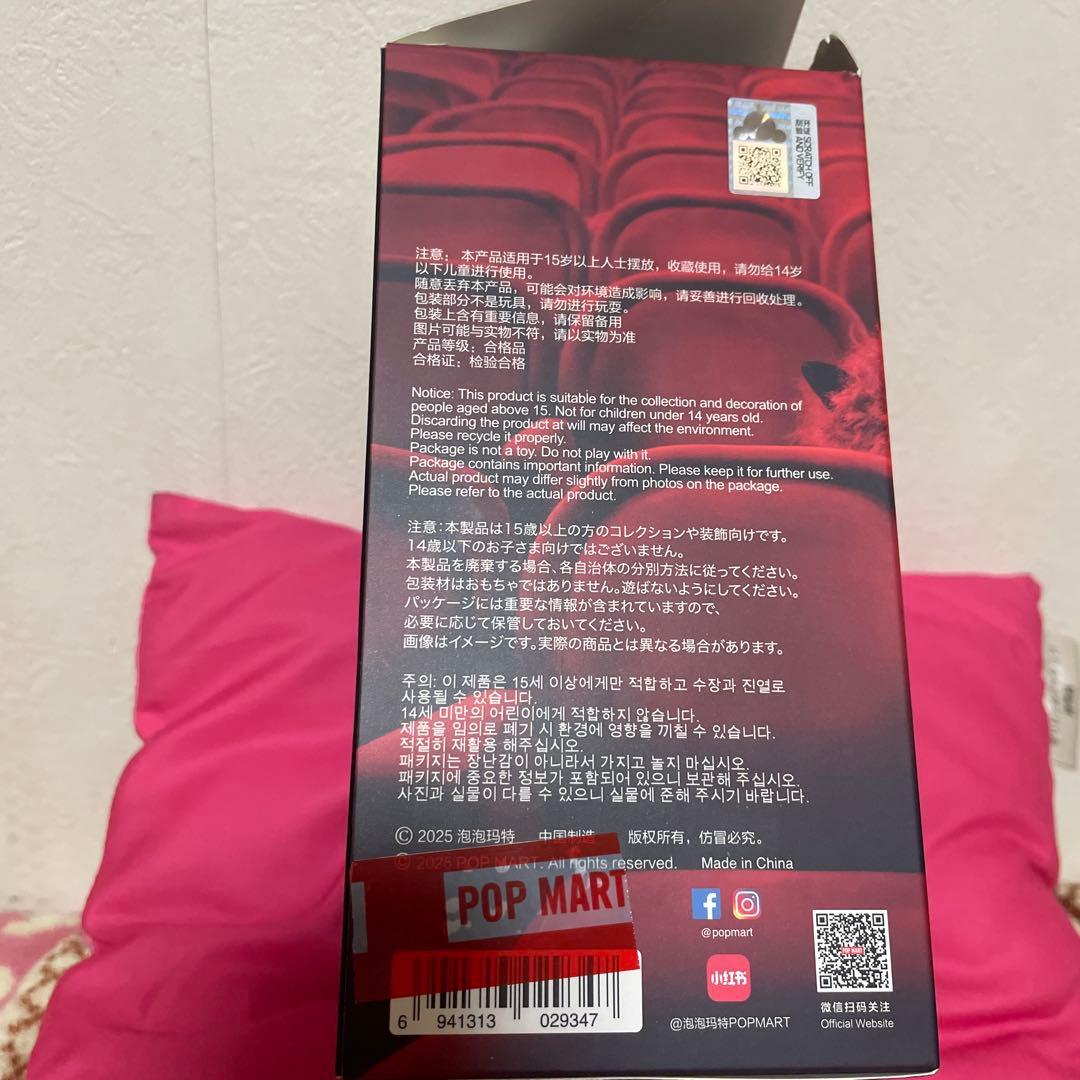 开涂 刮验 SCRATCH OFF AND VERIFY
注意： 本产品适用于15岁以上人士摆放，收藏使用，请勿给14岁
以下儿童进行使用。
随意丢弃本产品，可能会对环境造成影响，请妥善进行回收处理。
包装部分不是玩具，请勿进行玩耍。
包装上含有重要信息，请保留备用
图片可能与实物不符，请以实物为准
产品等级：合格品
合格证：检验合格
Notice: This product is suitable for the collection and decoration of
people aged above 15. Not for children under 14 years old.
Discarding the product at will may affect the environment.
Please recycle it properly.
Package is not a toy. Do not play with it.
Package contains important information. Please keep it for further use.
Actual product may differ slightly from photos on the package.
Please refer to the actual product.
注意：本製品は15歳以上の方のコレクションや装飾向けです。
14歳以下のお子さま向けではございません。
本製品を廃棄する場合、各自治体の分別方法に従ってください。
包装材はおもちゃではありません。遊ばないようにしてください。
パッケージには重要な情報が含まれていますので、
必要に応じて保管しておいてください。
画像はイメージです。実際の商品とは異なる場合があります。
주의: 이 제품은 15세 이상에게만 적합하고 수장과 진열로
사용될 수 있습니다.
14세 미만의 어린이에게 적합하지 않습니다.
제품을 임의로 폐기 시 환경에 영향을 끼칠 수 있습니다.
적절히 재활용 해주십시오.
패키지는 장난감이 아니라서 가지고 놀지 마십시오.
패키지에 중요한 정보가 포함되어 있으니 보관해 주십시오.
사진과 실물이 다를 수 있으니 실물에 준해 주시기 바랍니다.
© 2025 泡泡玛特 中国制造 版权所有，仿冒必究。
© 2025 POP MART. All rights reserved. Made in China
POP MART
@popmart
POP MART
小红书
微信扫码关注
@泡泡玛特POPMART
Official Website
6 941313 029347